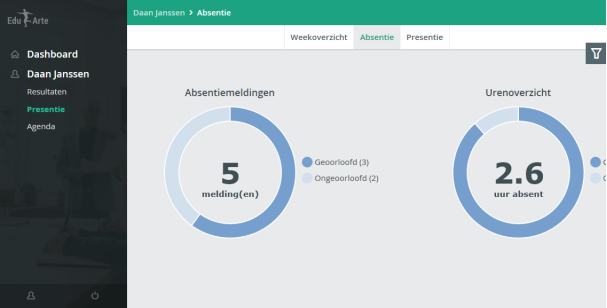 Edu Arte
Daan Janssen > Absentie
Weekoverzicht Absentie Presentie
Dashboard
Daan Janssen
Resultaten
Presentie
Agenda
Absentiemeldingen
5
melding(en)
Geoorloofd (3)
Ongeoorloofd (2)
Urenoverzicht
2.6
uur absent